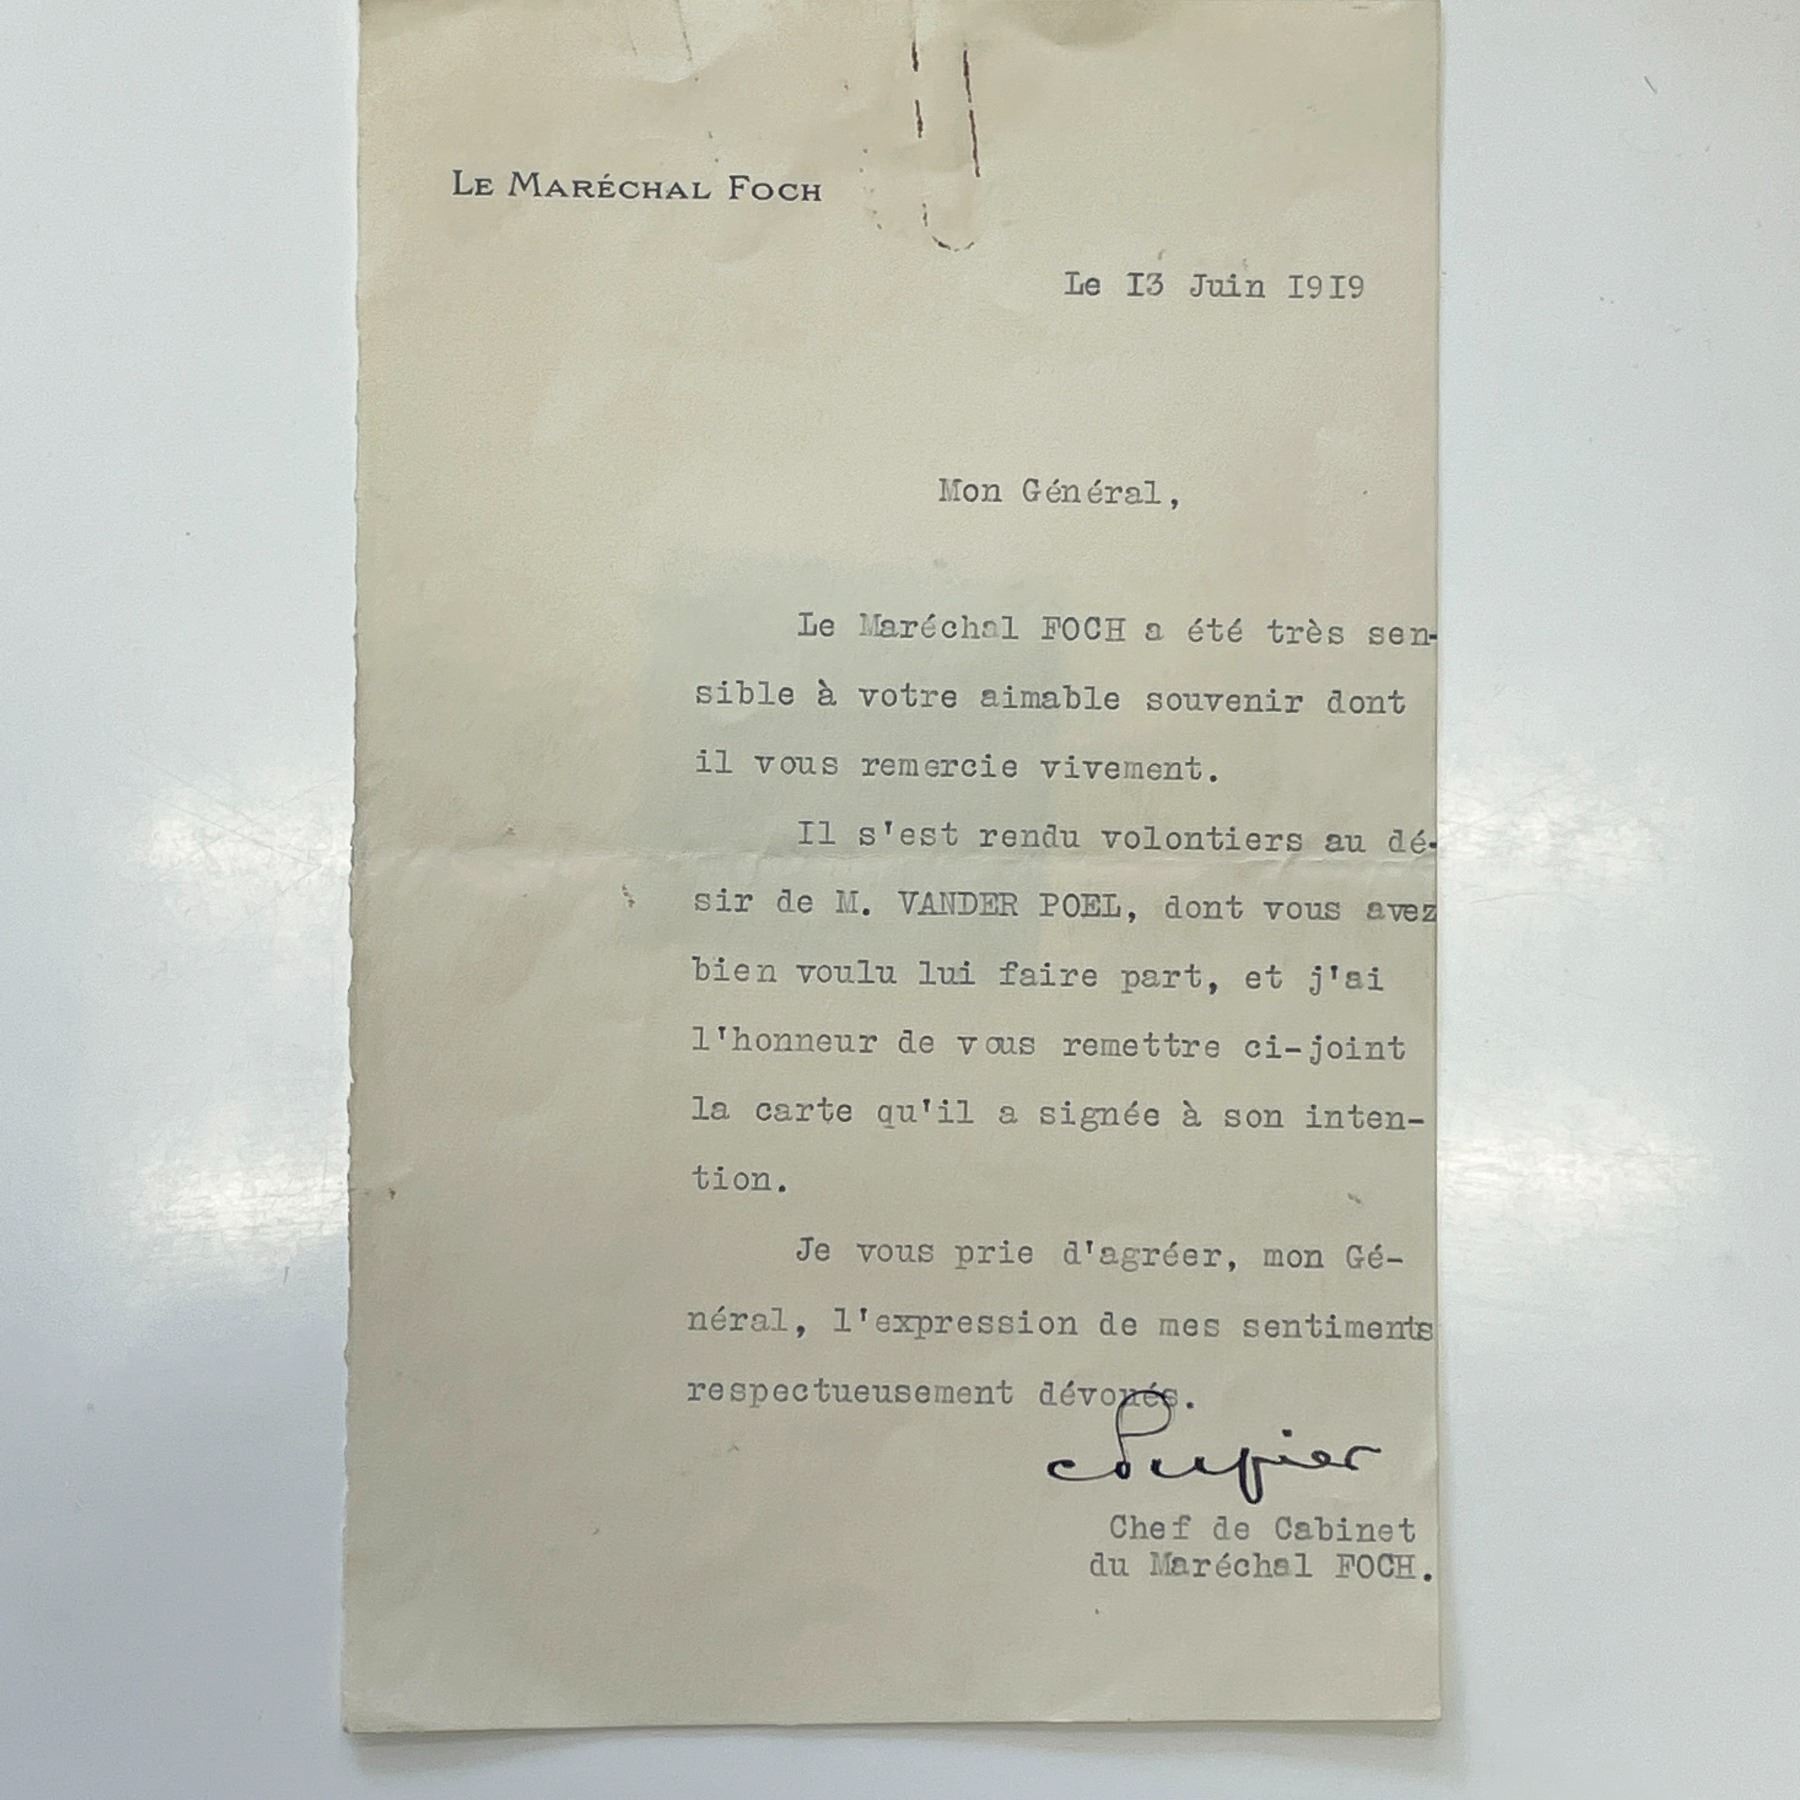 LE MARÉCHAL FOCH
Le I3 Juin I9I9
Mon Général,
Le Maréchal FOCH a été très sen-
sible à votre aimable souvenir dont
il vous remercie vivement.
Il s'est rendu volontiers au dé-
sir de M. VANDER POEL, dont vous avez
bien voulu lui faire part, et j'ai
l'honneur de vous remettre ci-joint
la carte qu'il a signée à son inten-
tion.
Je vous prie d'agréer, mon Gé-
néral, l'expression de mes sentiments
respectueusement dévoués.
Chef de Cabinet
du Maréchal FOCH.